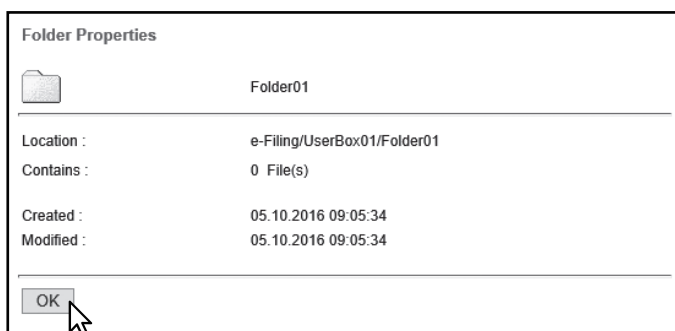 Folder Properties
Folder01
Location : e-Filing/UserBox01/Folder01
Contains : 0 File(s)
Created : 05.10.2016 09:05:34
Modified : 05.10.2016 09:05:34
OK